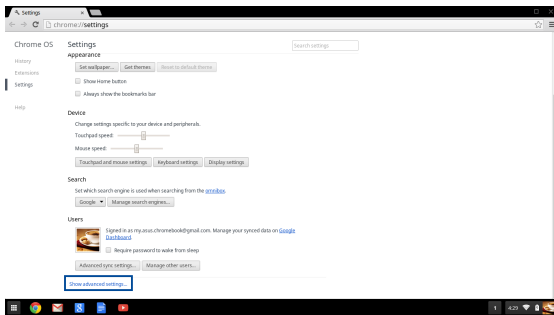 Settings
chrome://settings
Chrome OS
Settings
Search settings
History
Extensions
Settings
Help
Appearance
Set wallpaper... Get themes Reset to default theme
Show Home button
Always show the bookmarks bar
Device
Change settings specific to your device and peripherals.
Touchpad speed:
Mouse speed:
Touchpad and mouse settings Keyboard settings Display settings
Search
Set which search engine is used when searching from the omnibox.
Google Manage search engines...
Users
Signed in as my.asus.chromebook@gmail.com. Manage your synced data on Google
Dashboard.
Require password to wake from sleep
Advanced sync settings... Manage other users...
Show advanced settings...
8
1 4:29